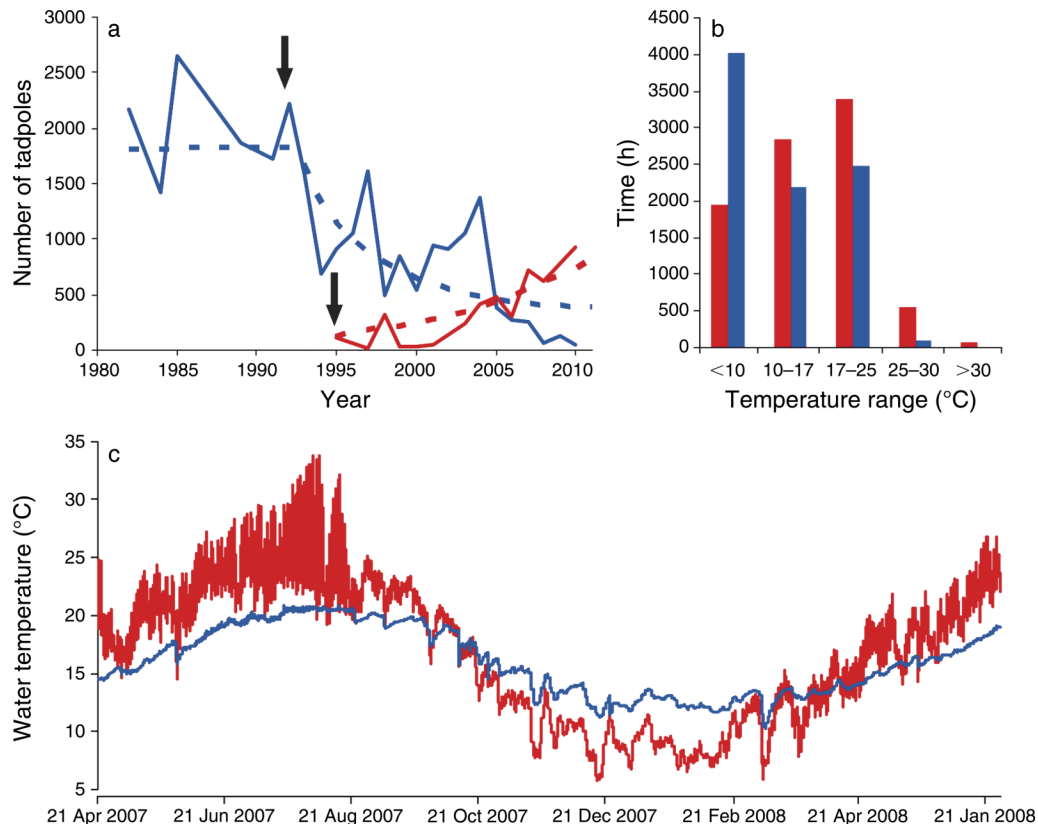 a
3000
2500
2000
1500
1000
500
0
Number of tadpoles
1980 1985 1990 1995 2000 2005 2010
Year
b
4500
4000
3500
3000
2500
2000
1500
1000
500
0
Time (h)
<10 10–17 17–25 25–30 >30
Temperature range (°C)
c
35
30
25
20
15
10
5
Water temperature (°C)
21 Apr 2007 21 Jun 2007 21 Aug 2007 21 Oct 2007 21 Dec 2007 21 Feb 2008 21 Apr 2008 21 Jan 2008